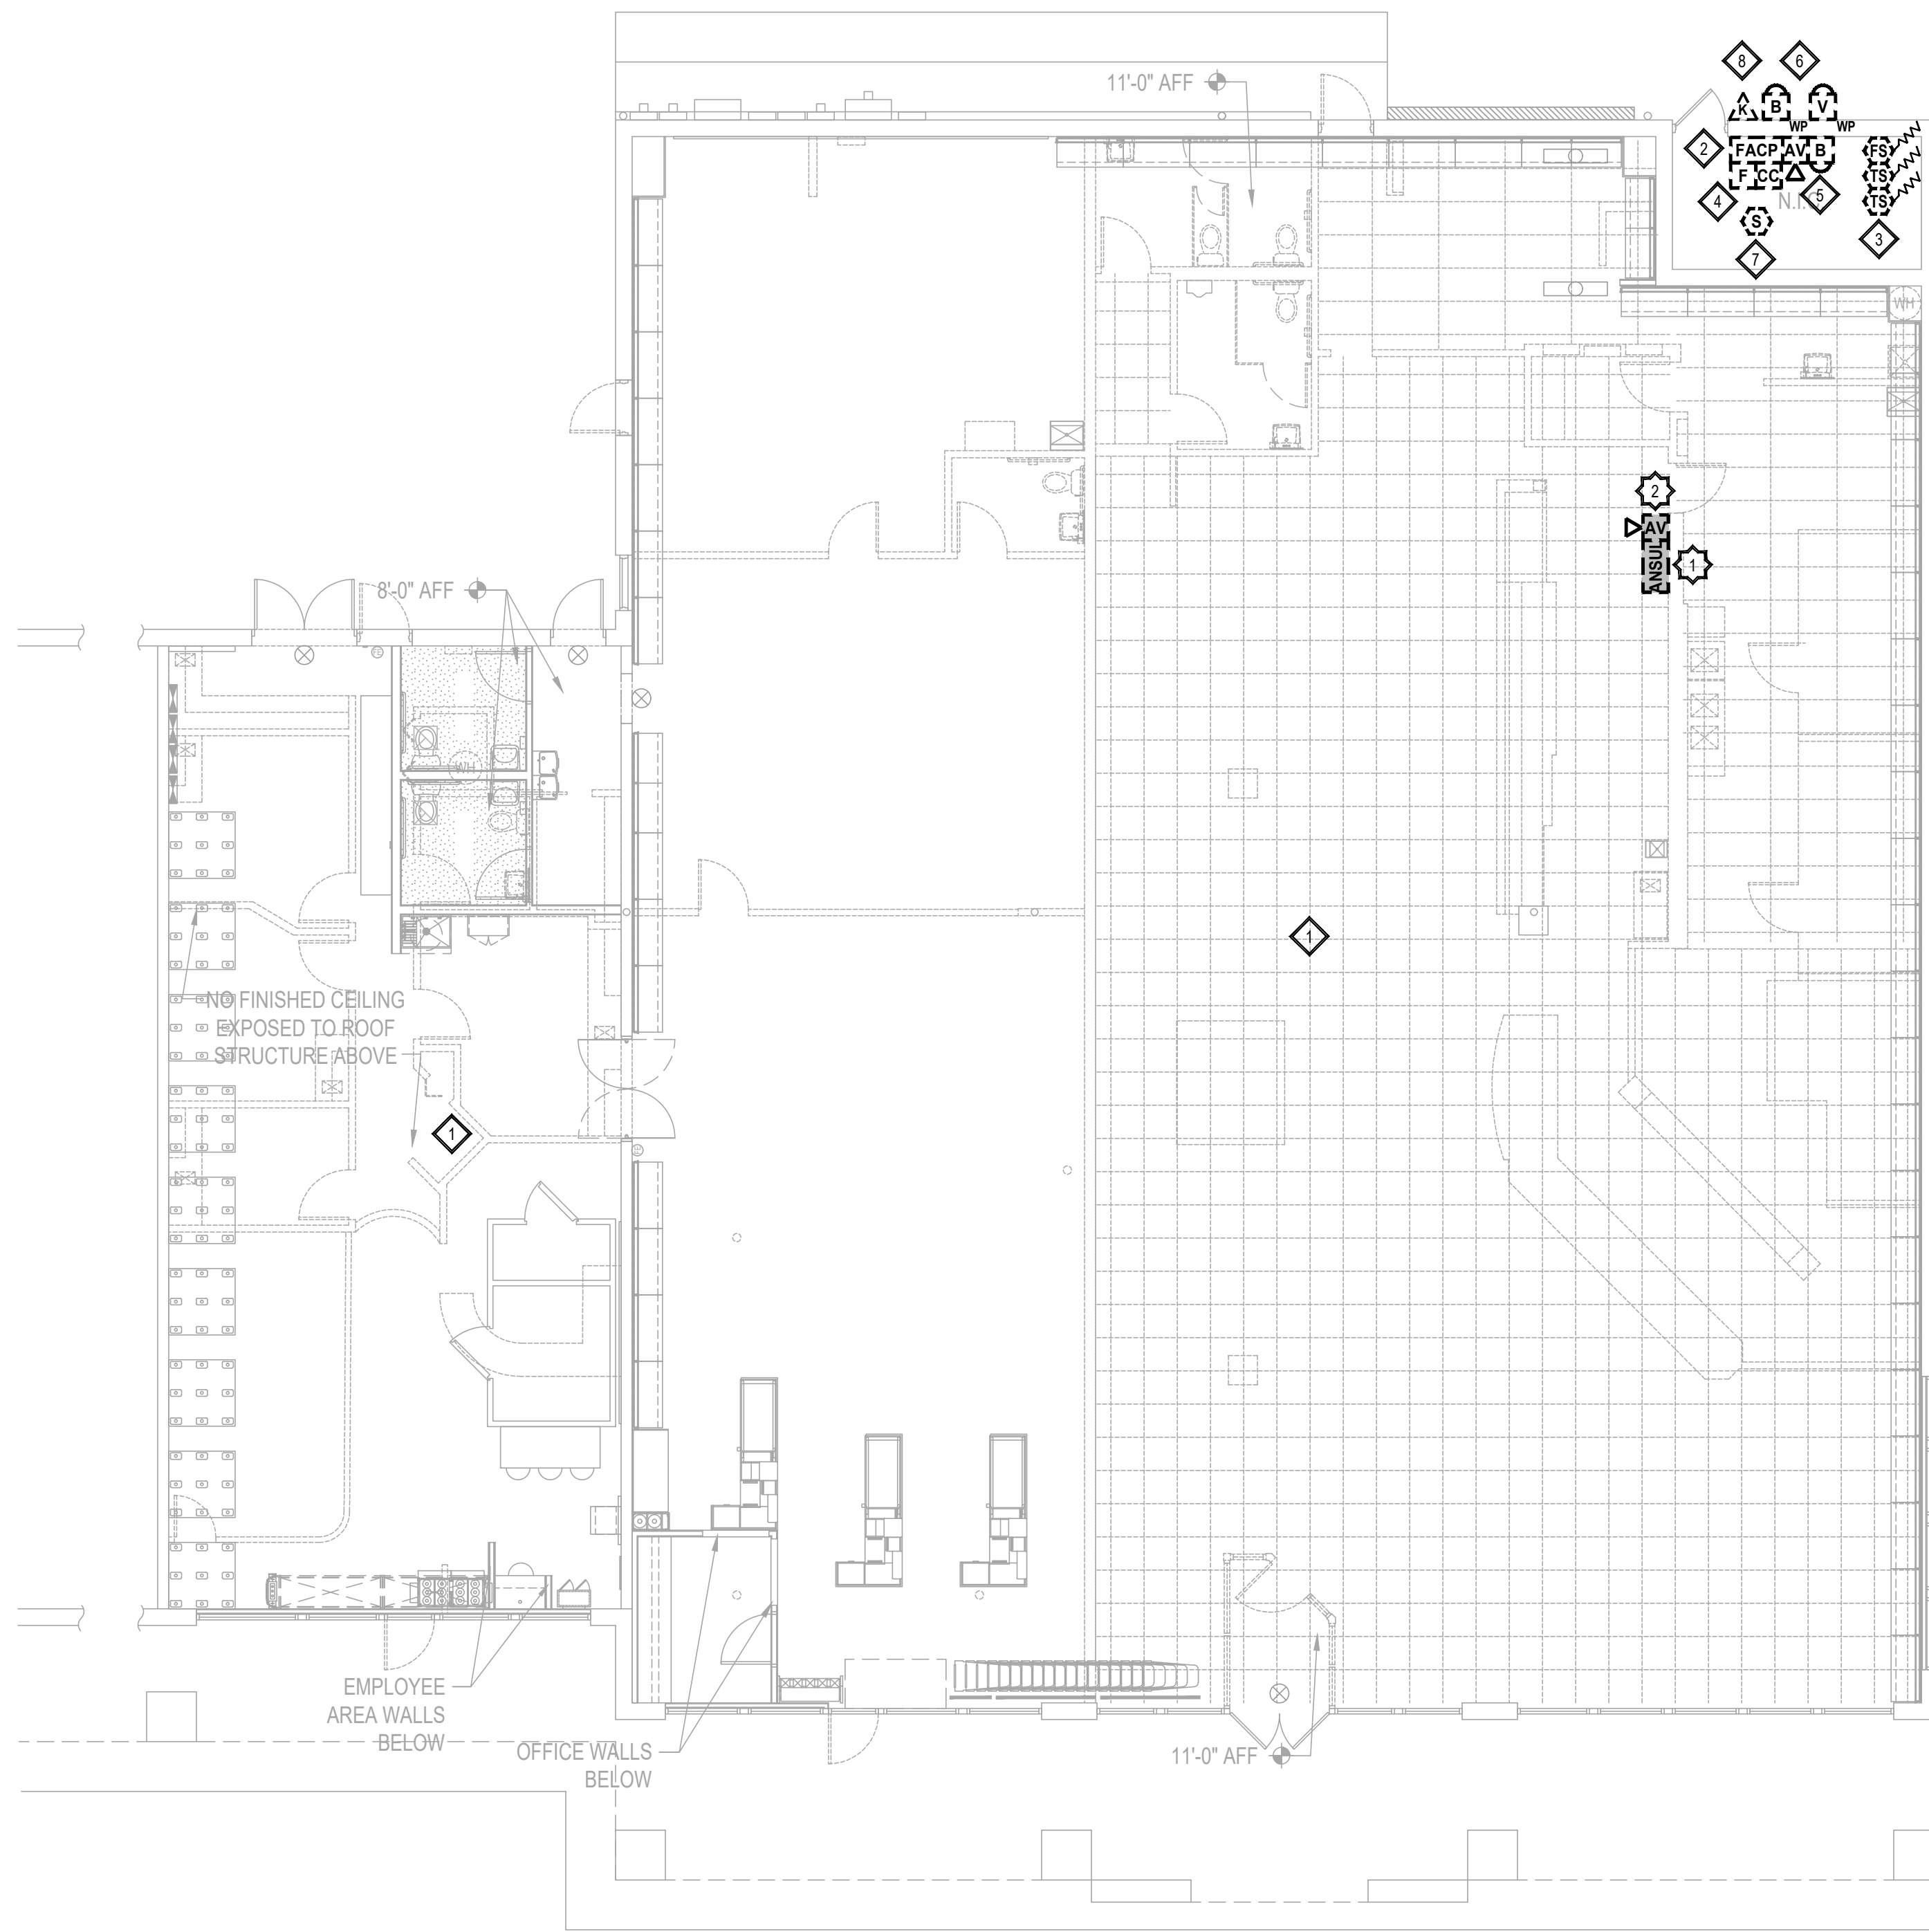 8
6
11'-0" AFF
K
B
V
WP
WP
2
FACP
AV
B
FS
F
CC
TS
4
5
TS
N.I.C
S
3
7
WH
2
AV
ANSUL
1
8'-0" AFF
WH
1
NO FINISHED CEILING
EXPOSED TO ROOF
STRUCTURE ABOVE
1
EMPLOYEE
AREA WALLS
BELOW
OFFICE WALLS
BELOW
11'-0" AFF